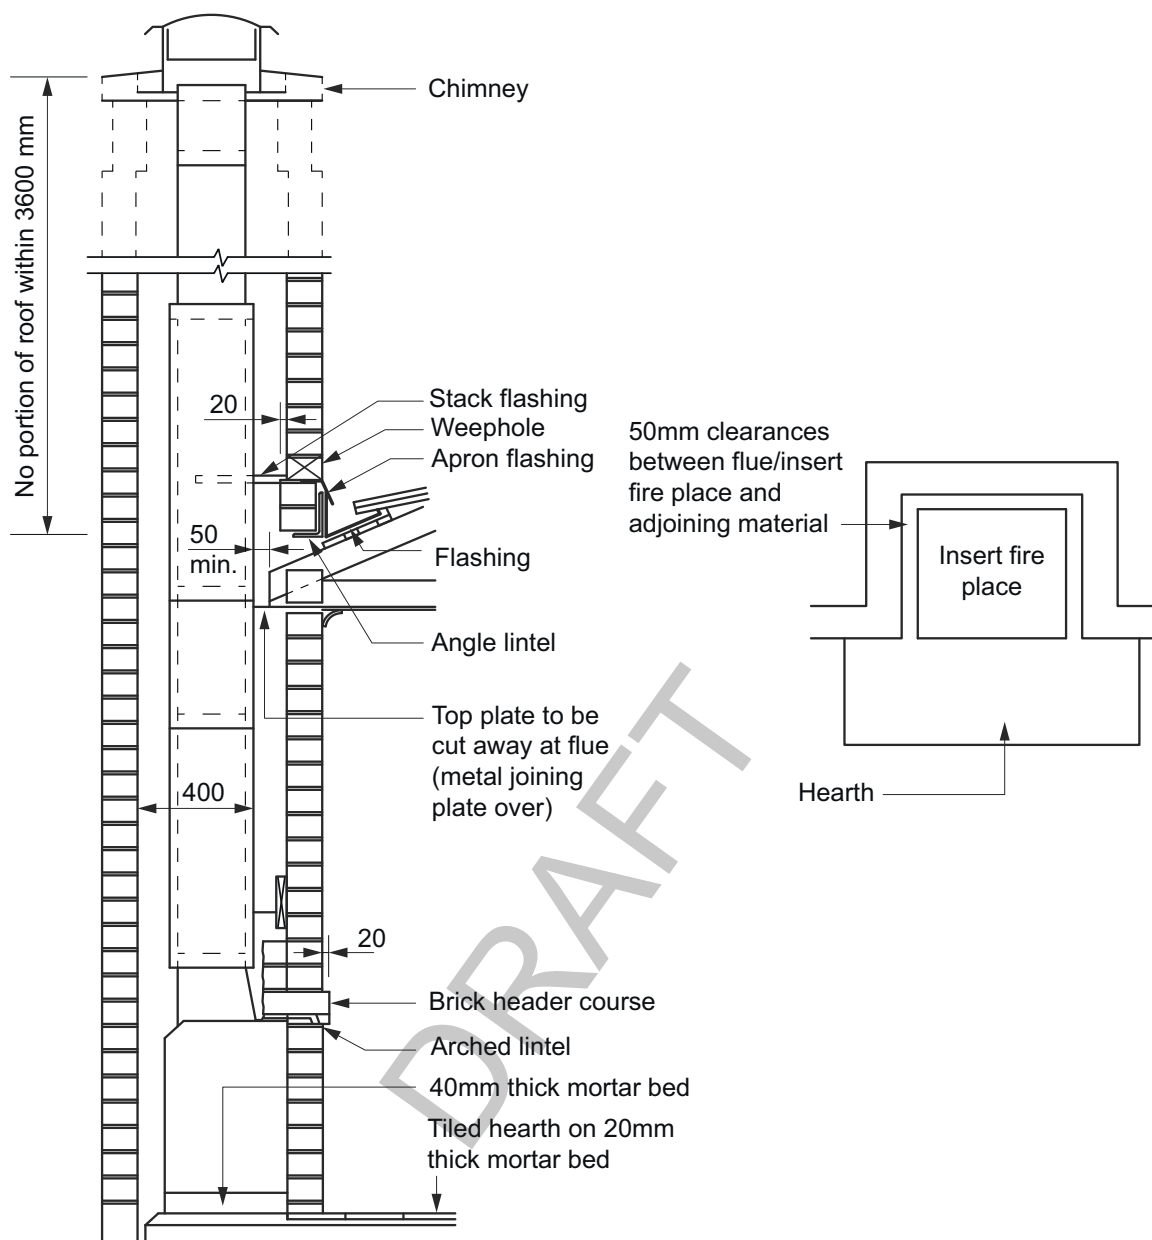 Chimney
No portion of roof within 3600 mm
20
Stack flashing
Weephole
Apron flashing
50
min.
Flashing
Angle lintel
Top plate to be
cut away at flue
(metal joining
plate over)
400
20
Brick header course
Arched lintel
40mm thick mortar bed
Tiled hearth on 20mm
thick mortar bed
50mm clearances
between flue/insert
fire place and
adjoining material
Insert fire
place
Hearth
DRAFT